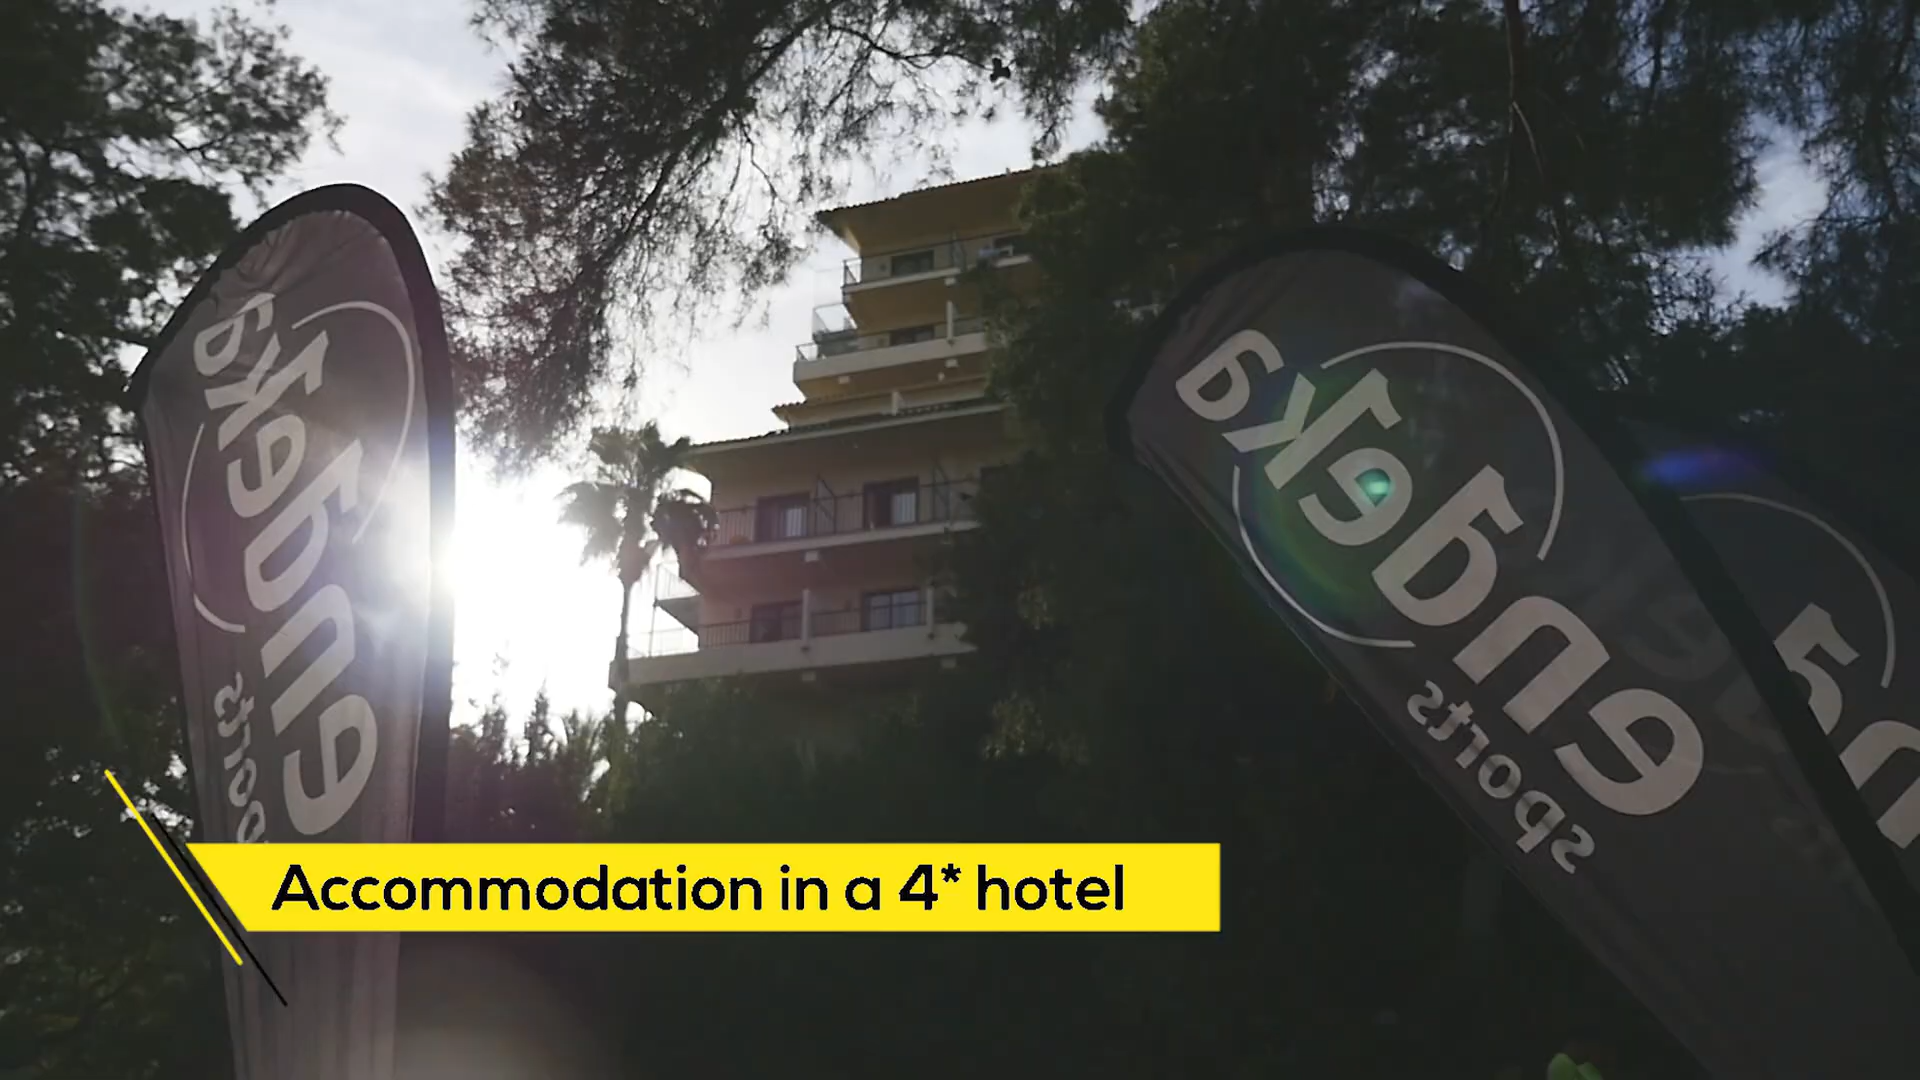 Accommodation in a 4* hotel
endeka
sports
endeka
sports